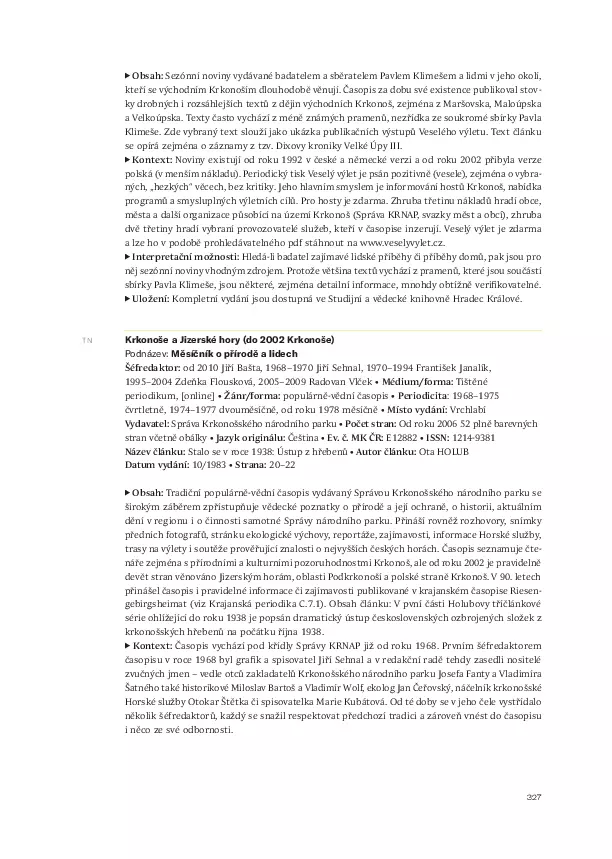 ▶ Obsah: Sezónní noviny vydávané badatelem a sběratelem Pavlem Klimešem a lidmi v jeho okolí,
kteří se východním Krkonoším dlouhodobě věnují. Časopis za dobu své existence publikoval stov-
ky drobných i rozsáhlejších textů z dějin východních Krkonoš, zejména z Maršovska, Maloúpska
a Velkoúpska. Texty často vychází z méně známých pramenů, nezřídka ze soukromé sbírky Pavla
Klimeše. Zde vybraný text slouží jako ukázka publikačních výstupů Veselého výletu. Text článku
se opírá zejména o záznamy z tzv. Dixovy kroniky Velké Úpy III.
▶ Kontext: Noviny existují od roku 1992 v české a německé verzi a od roku 2002 přibyla verze
polská (v menším nákladu). Periodický tisk Veselý výlet je psán pozitivně (vesele), zejména o vybra-
ných, „hezkých“ věcech, bez kritiky. Jeho hlavním smyslem je informování hostů Krkonoš, nabídka
programů a smysluplných výletních cílů. Pro hosty je zdarma. Zhruba třetinu nákladů hradí obce,
města a další organizace působící na území Krkonoš (Správa KRNAP, svazky měst a obcí), zhruba
dvě třetiny hradí vybraní provozovatelé služeb, kteří v časopise inzerují. Veselý výlet je zdarma
a lze ho v podobě prohledávatelného pdf stáhnout na www.veselyvylet.cz.
▶ Interpretační možnosti: Hledá-li badatel zajímavé lidské příběhy či příběhy domů, pak jsou pro
něj sezónní noviny vhodným zdrojem. Protože většina textů vychází z pramenů, které jsou součástí
sbírky Pavla Klimeše, jsou některé, zejména detailní informace, mnohdy obtížně verifikovatelné.
▶ Uložení: Kompletní vydání jsou dostupná ve Studijní a vědecké knihovně Hradec Králové.
TN
Krkonoše a Jizerské hory (do 2002 Krkonoše)
Podnázev: Měsíčník o přírodě a lidech
Šéfredaktor: od 2010 Jiří Bašta, 1968–1970 Jiří Sehnal, 1970–1994 František Janalík,
1995–2004 Zdeňka Flousková, 2005–2009 Radovan Vlček • Médium/forma: Tištěné
periodikum, [online] • Žánr/forma: populárně-vědní časopis • Periodicita: 1968–1975
čtvrtletně, 1974–1977 dvouměsíčně, od roku 1978 měsíčně • Místo vydání: Vrchlabí
Vydavatel: Správa Krkonošského národního parku • Počet stran: Od roku 2006 52 plně barevných
stran včetně obálky • Jazyk originálu: Čeština • Ev. č. MK ČR: E12882 • ISSN: 1214-9381
Název článku: Stalo se v roce 1938: Ústup z hřebenů • Autor článku: Ota HOLUB
Datum vydání: 10/1983 • Strana: 20–22
▶ Obsah: Tradiční populárně-vědní časopis vydávaný Správou Krkonošského národního parku se
širokým záběrem zpřístupňuje vědecké poznatky o přírodě a její ochraně, o historii, aktuálním
dění v regionu i o činnosti samotné Správy národního parku. Přináší rovněž rozhovory, snímky
předních fotografů, stránku ekologické výchovy, reportáže, zajímavosti, informace Horské služby,
trasy na výlety i soutěže prověřující znalosti o nejvyšších českých horách. Časopis seznamuje čte-
náře zejména s přírodními a kulturními pozoruhodnostmi Krkonoš, ale od roku 2002 je pravidelně
devět stran věnováno Jizerským horám, oblasti Podkrkonoší a polské straně Krkonoš. V 90. letech
přinášel časopis i pravidelné informace či zajímavosti publikované v krajanském časopise Riesen-
gebirgsheimat (viz Krajanská periodika C.7.1). Obsah článku: V první části Holubovy tříčlánkové
série ohlížející do roku 1938 je popsán dramatický ústup československých ozbrojených složek z
krkonošských hřebenů na počátku října 1938.
▶ Kontext: Časopis vychází pod křídly Správy KRNAP již od roku 1968. Prvním šéfredaktorem
časopisu v roce 1968 byl grafik a spisovatel Jiří Sehnal a v redakční radě tehdy zasedli nositelé
zvučných jmen – vedle otců zakladatelů Krkonošského národního parku Josefa Fanty a Vladimíra
Šatného také historikové Miloslav Bartoš a Vladimír Wolf, ekolog Jan Čeřovský, náčelník krkonošské
Horské služby Otokar Štětka či spisovatelka Marie Kubátová. Od té doby se v jeho čele vystřídalo
několik šéfredaktorů, každý se snažil respektovat předchozí tradici a zároveň vnést do časopisu
i něco ze své odbornosti.
327